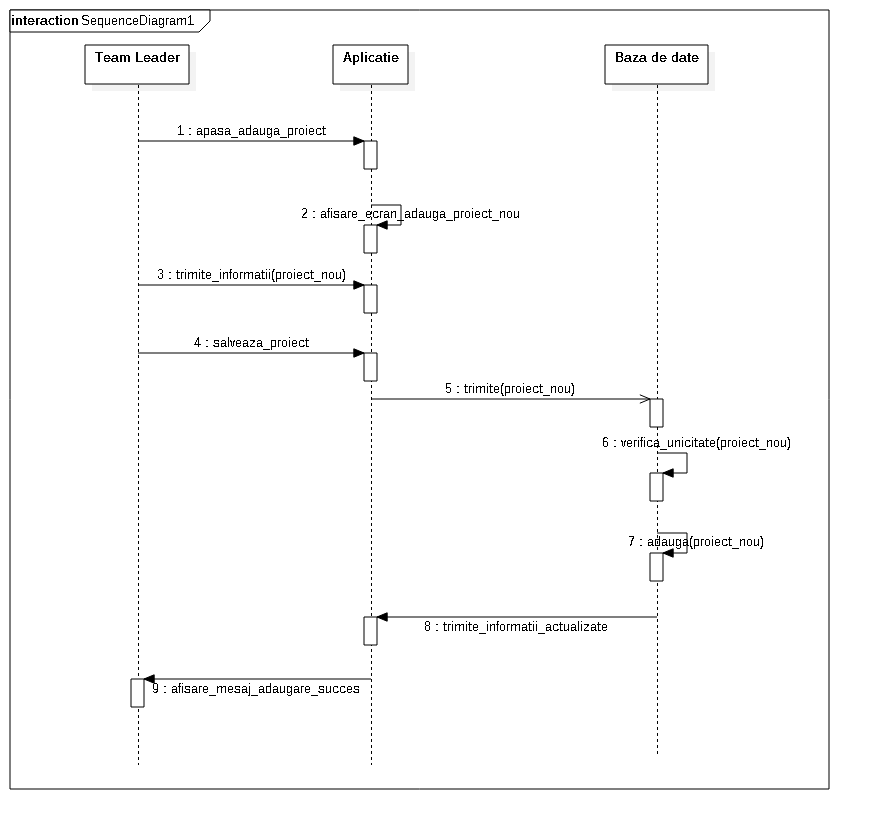 interaction SequenceDiagram1
Team Leader
Aplicatie
Baza de date
1 : apasa_adauga_proiect
2 : afisare_ecran_adauga_proiect_nou
3 : trimite_informatii(proiect_nou)
4 : salveaza_proiect
5 : trimite(proiect_nou)
6 : verifica_unicitate(proiect_nou)
7 : adauga(proiect_nou)
8 : trimite_informatii_actualizate
9 : afisare_mesaj_adaugare_succes